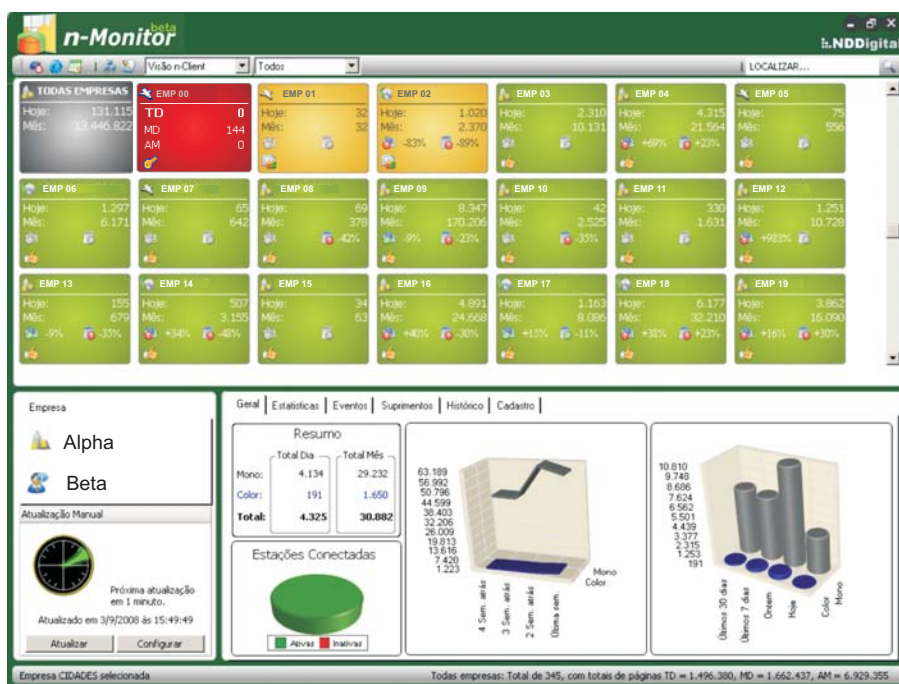 n-Monitor beta
NDDigital
Visão n-Client Todos LOCALIZAR...
TODAS EMPRESAS EMP 00 EMP 01 EMP 02 EMP 03 EMP 04 EMP 05
Hoje: 131.115 TD 0 Hoje: 32 Hoje: 1.020 Hoje: 2.310 Hoje: 4.315 Hoje: 75
Mês: 13.446.822 MD 144 Mês: 32 Mês: 2.370 Mês: 10.131 Mês: 21.564 Mês: 556
AM 0 -83% -89% +69% +23%
EMP 06 EMP 07 EMP 08 EMP 09 EMP 10 EMP 11 EMP 12
Hoje: 1.297 Hoje: 65 Hoje: 69 Hoje: 8.347 Hoje: 42 Hoje: 330 Hoje: 1.251
Mês: 6.171 Mês: 642 Mês: 378 Mês: 170.206 Mês: 2.525 Mês: 1.631 Mês: 10.728
-42% -9% -23% -35% +983%
EMP 13 EMP 14 EMP 15 EMP 16 EMP 17 EMP 18 EMP 19
Hoje: 155 Hoje: 507 Hoje: 34 Hoje: 4.891 Hoje: 1.163 Hoje: 6.177 Hoje: 3.862
Mês: 679 Mês: 3.155 Mês: 63 Mês: 24.668 Mês: 8.086 Mês: 32.210 Mês: 16.090
-9% -35% +34% -48% +40% -30% +15% -11% +38% +23% +16% +30%
Empresa
Alpha
Beta
Atualização Manual
Próxima atualização
em 1 minuto.
Atualizado em 3/9/2008 às 15:49:49
Atualizar Configurar
Geral Estatísticas Eventos Suprimentos Histórico Cadastro
Resumo
Total Dia Total Mês
Mono: 4.134 29.232
Color: 191 1.650
Total: 4.325 30.882
Estações Conectadas
Ativas Inativas
63.189
56.992
50.796
44.599
38.403
32.206
26.009
19.813
13.616
7.420
1.223
Mono
Color
4 Sem. atrás
3 Sem. atrás
2 Sem. atrás
Última sem.
10.810
9.748
8.686
7.624
6.562
5.501
4.439
3.377
2.315
1.253
191
Últimos 30 dias
Últimos 7 dias
Ontem
Hoje
Color
Mono
Empresa CIDADES selecionada
Todas empresas: Total de 345, com totais de páginas TD = 1.496.380, MD = 1.662.437, AM = 6.929.355